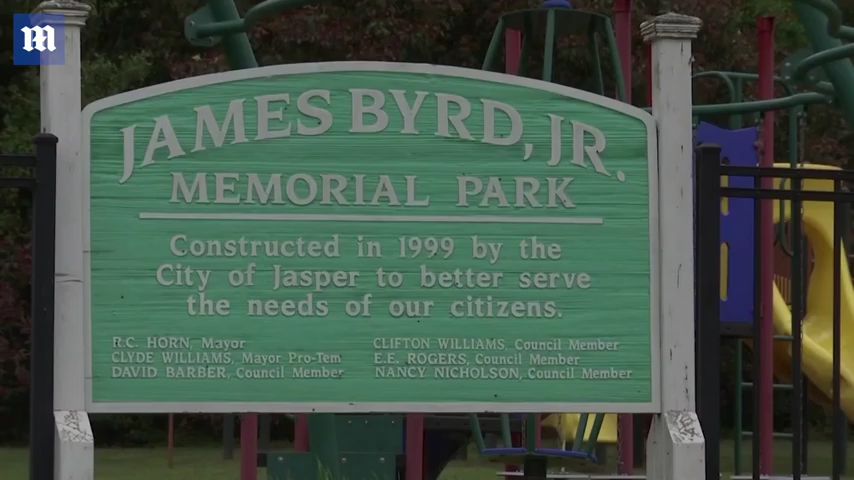 m
JAMES BYRD, JR.
MEMORIAL PARK
Constructed in 1999 by the
City of Jasper to better serve
the needs of our citizens.
R.C. HORN, Mayor
CLYDE WILLIAMS, Mayor Pro-Tem
DAVID BARBER, Council Member
CLIFTON WILLIAMS, Council Member
E.E. ROGERS, Council Member
NANCY NICHOLSON, Council Member